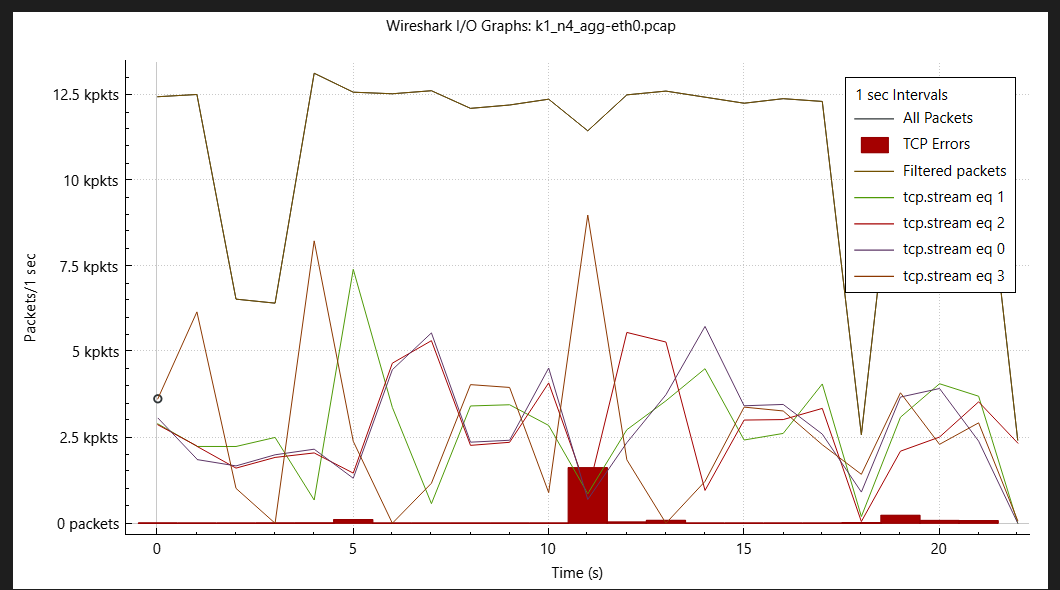 Wireshark I/O Graphs: k1_n4_agg-eth0.pcap
12.5 kpkts
10 kpkts
7.5 kpkts
5 kpkts
2.5 kpkts
0 packets
Packets/1 sec
1 sec Intervals
All Packets
TCP Errors
Filtered packets
tcp.stream eq 1
tcp.stream eq 2
tcp.stream eq 0
tcp.stream eq 3
0
5
10
15
20
Time (s)